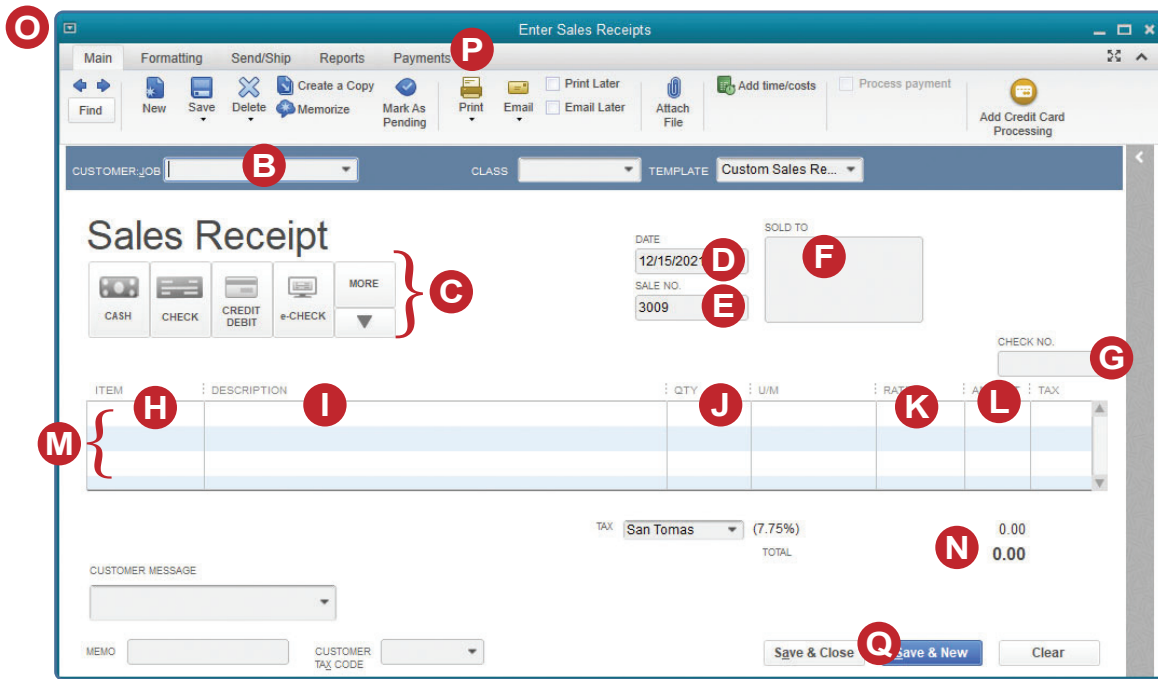 O
Enter Sales Receipts
Main Formatting Send/Ship Reports Payments P
Find New Save Delete Create a Copy Memorize Mark As Pending Print Email Print Later Email Later Attach File Add time/costs Process payment Add Credit Card Processing
CUSTOMER:JOB B CLASS TEMPLATE Custom Sales Re...
Sales Receipt
DATE
12/15/2021 D
SALE NO.
3009 E
SOLD TO
F
CASH CHECK CREDIT DEBIT e-CHECK MORE C
CHECK NO.
G
ITEM DESCRIPTION QTY U/M TAX
H I J K L
M
TAX San Tomas (7.75%) 0.00
TOTAL N 0.00
CUSTOMER MESSAGE
MEMO CUSTOMER TAX CODE
Save & Close Q Save & New Clear